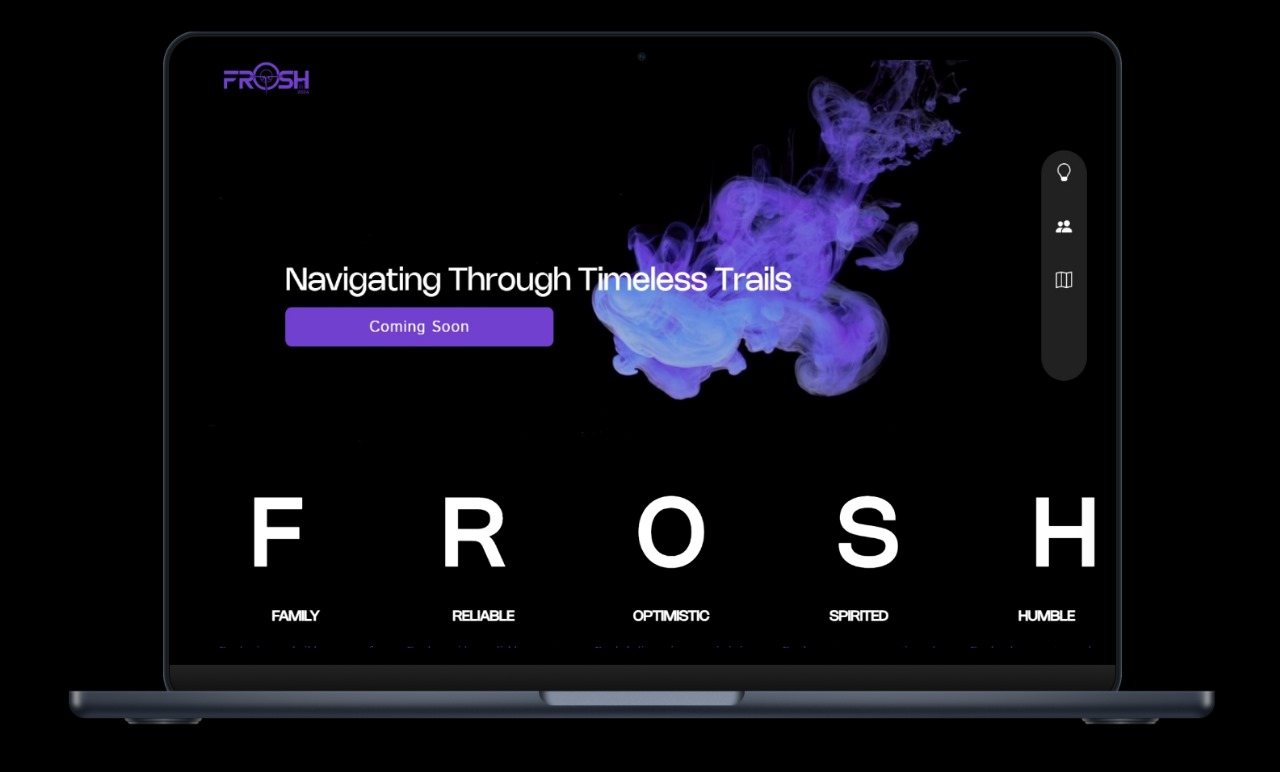 FROSH
Navigating Through Timeless Trails
Coming Soon
F R O S H
FAMILY RELIABLE OPTIMISTIC SPIRITED HUMBLE